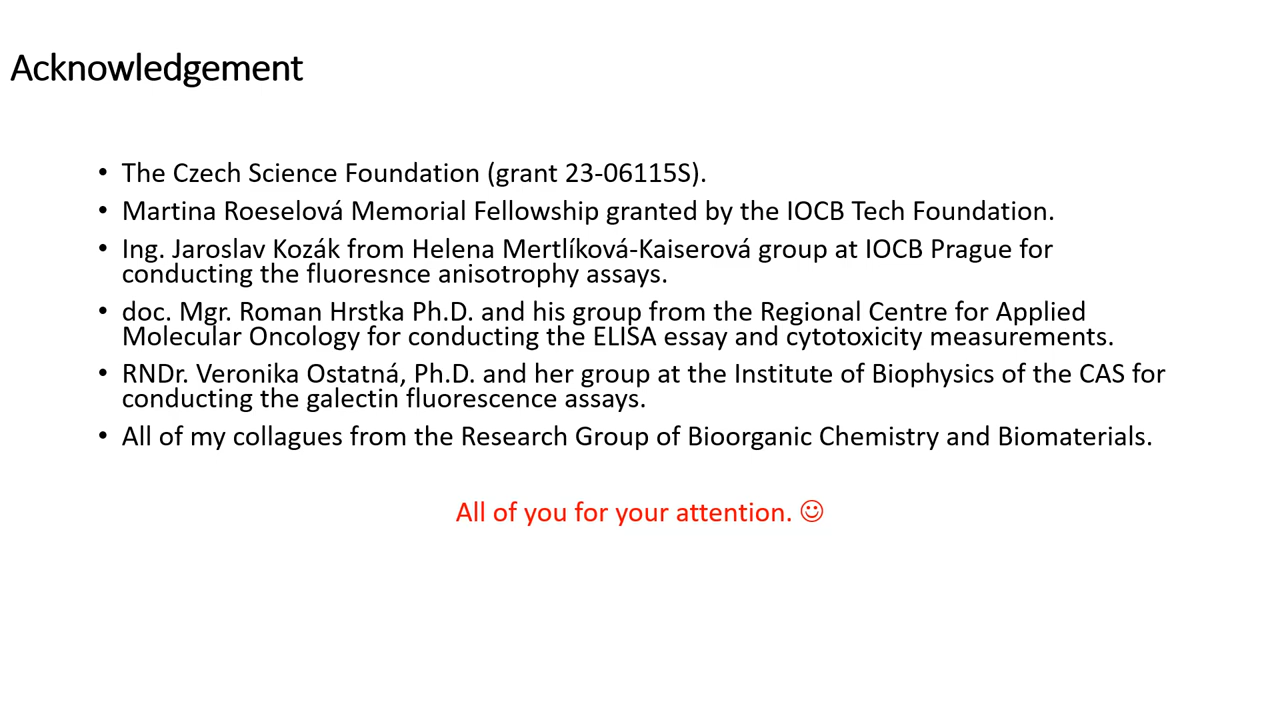 Acknowledgement
• The Czech Science Foundation (grant 23-06115S).
• Martina Roeselová Memorial Fellowship granted by the IOCB Tech Foundation.
• Ing. Jaroslav Kozák from Helena Mertlíková-Kaiserová group at IOCB Prague for
conducting the fluoresnce anisotrophy assays.
• doc. Mgr. Roman Hrstka Ph.D. and his group from the Regional Centre for Applied
Molecular Oncology for conducting the ELISA essay and cytotoxicity measurements.
• RNDr. Veronika Ostatná, Ph.D. and her group at the Institute of Biophysics of the CAS for
conducting the galectin fluorescence assays.
• All of my collagues from the Research Group of Bioorganic Chemistry and Biomaterials.
All of you for your attention. ☺